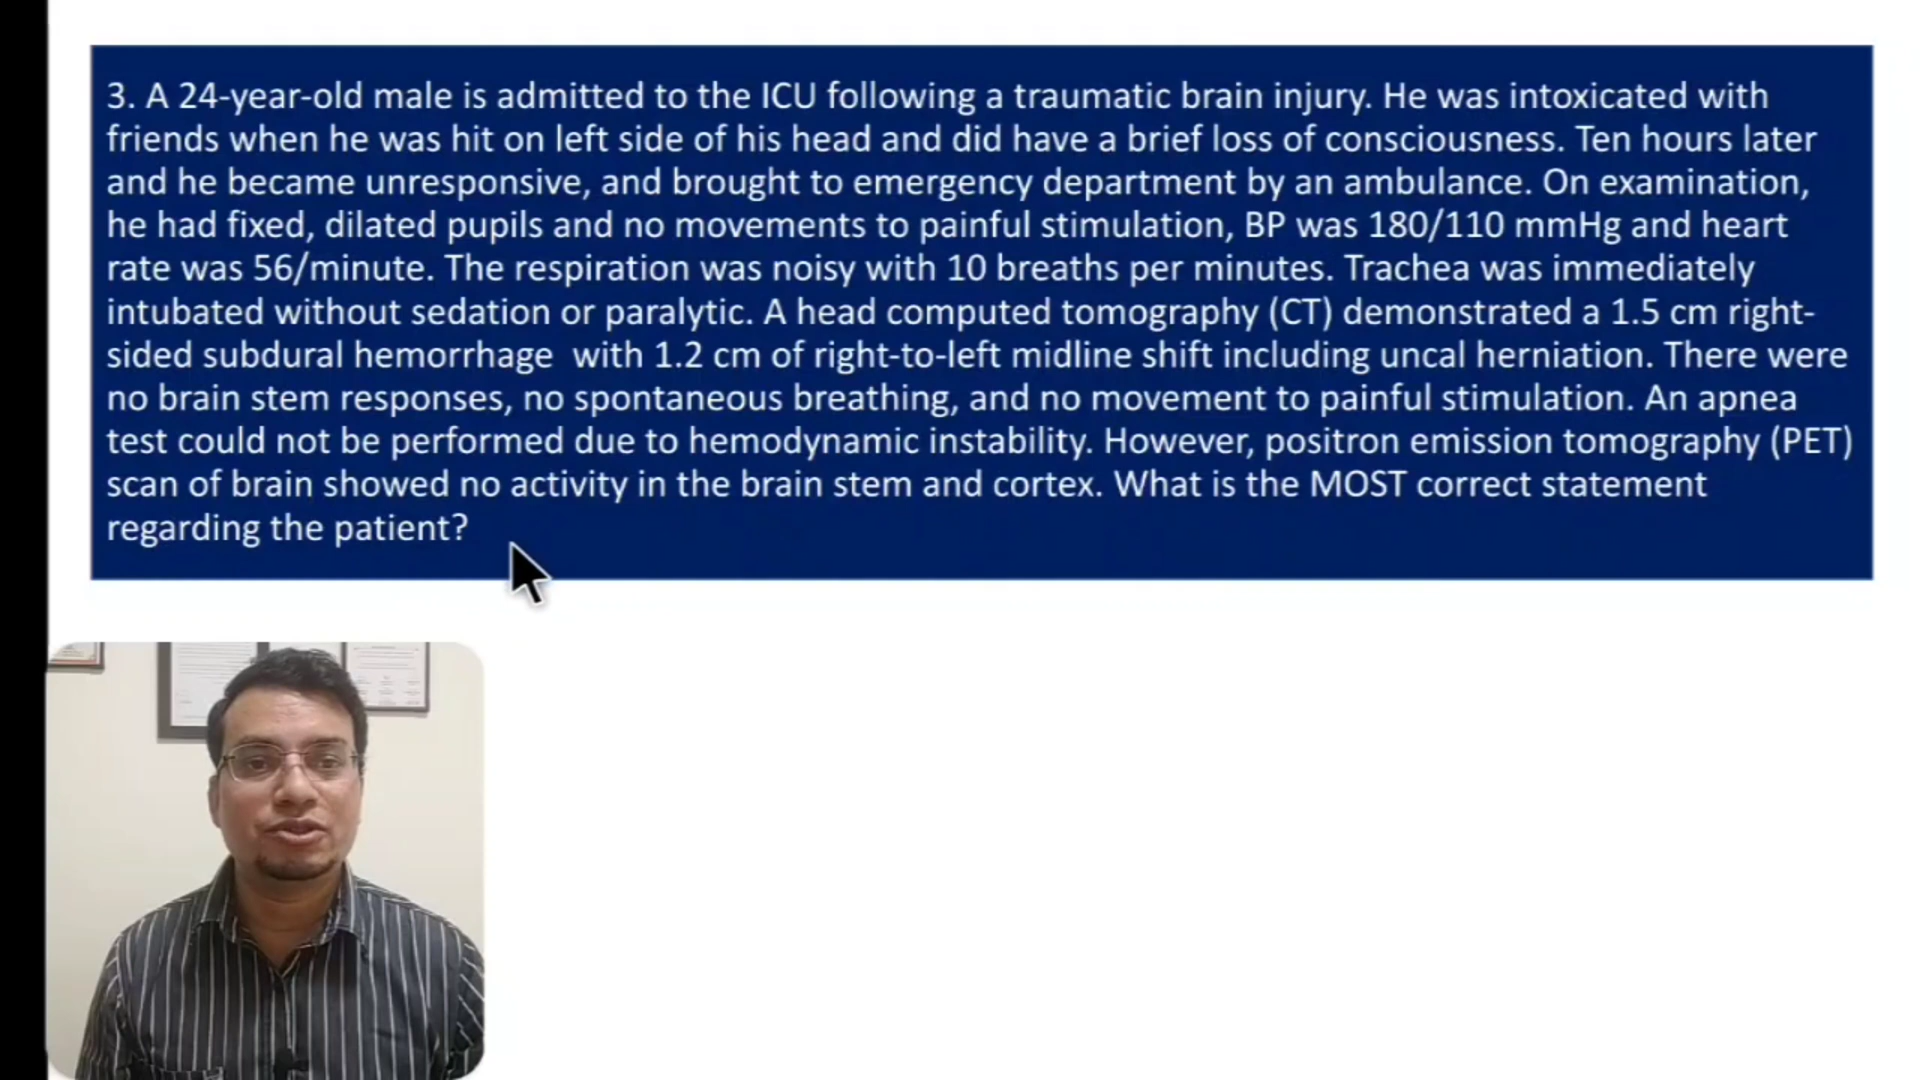 3. A 24-year-old male is admitted to the ICU following a traumatic brain injury. He was intoxicated with
friends when he was hit on left side of his head and did have a brief loss of consciousness. Ten hours later
and he became unresponsive, and brought to emergency department by an ambulance. On examination,
he had fixed, dilated pupils and no movements to painful stimulation, BP was 180/110 mmHg and heart
rate was 56/minute. The respiration was noisy with 10 breaths per minutes. Trachea was immediately
intubated without sedation or paralytic. A head computed tomography (CT) demonstrated a 1.5 cm right-
sided subdural hemorrhage with 1.2 cm of right-to-left midline shift including uncal herniation. There were
no brain stem responses, no spontaneous breathing, and no movement to painful stimulation. An apnea
test could not be performed due to hemodynamic instability. However, positron emission tomography (PET)
scan of brain showed no activity in the brain stem and cortex. What is the MOST correct statement
regarding the patient?